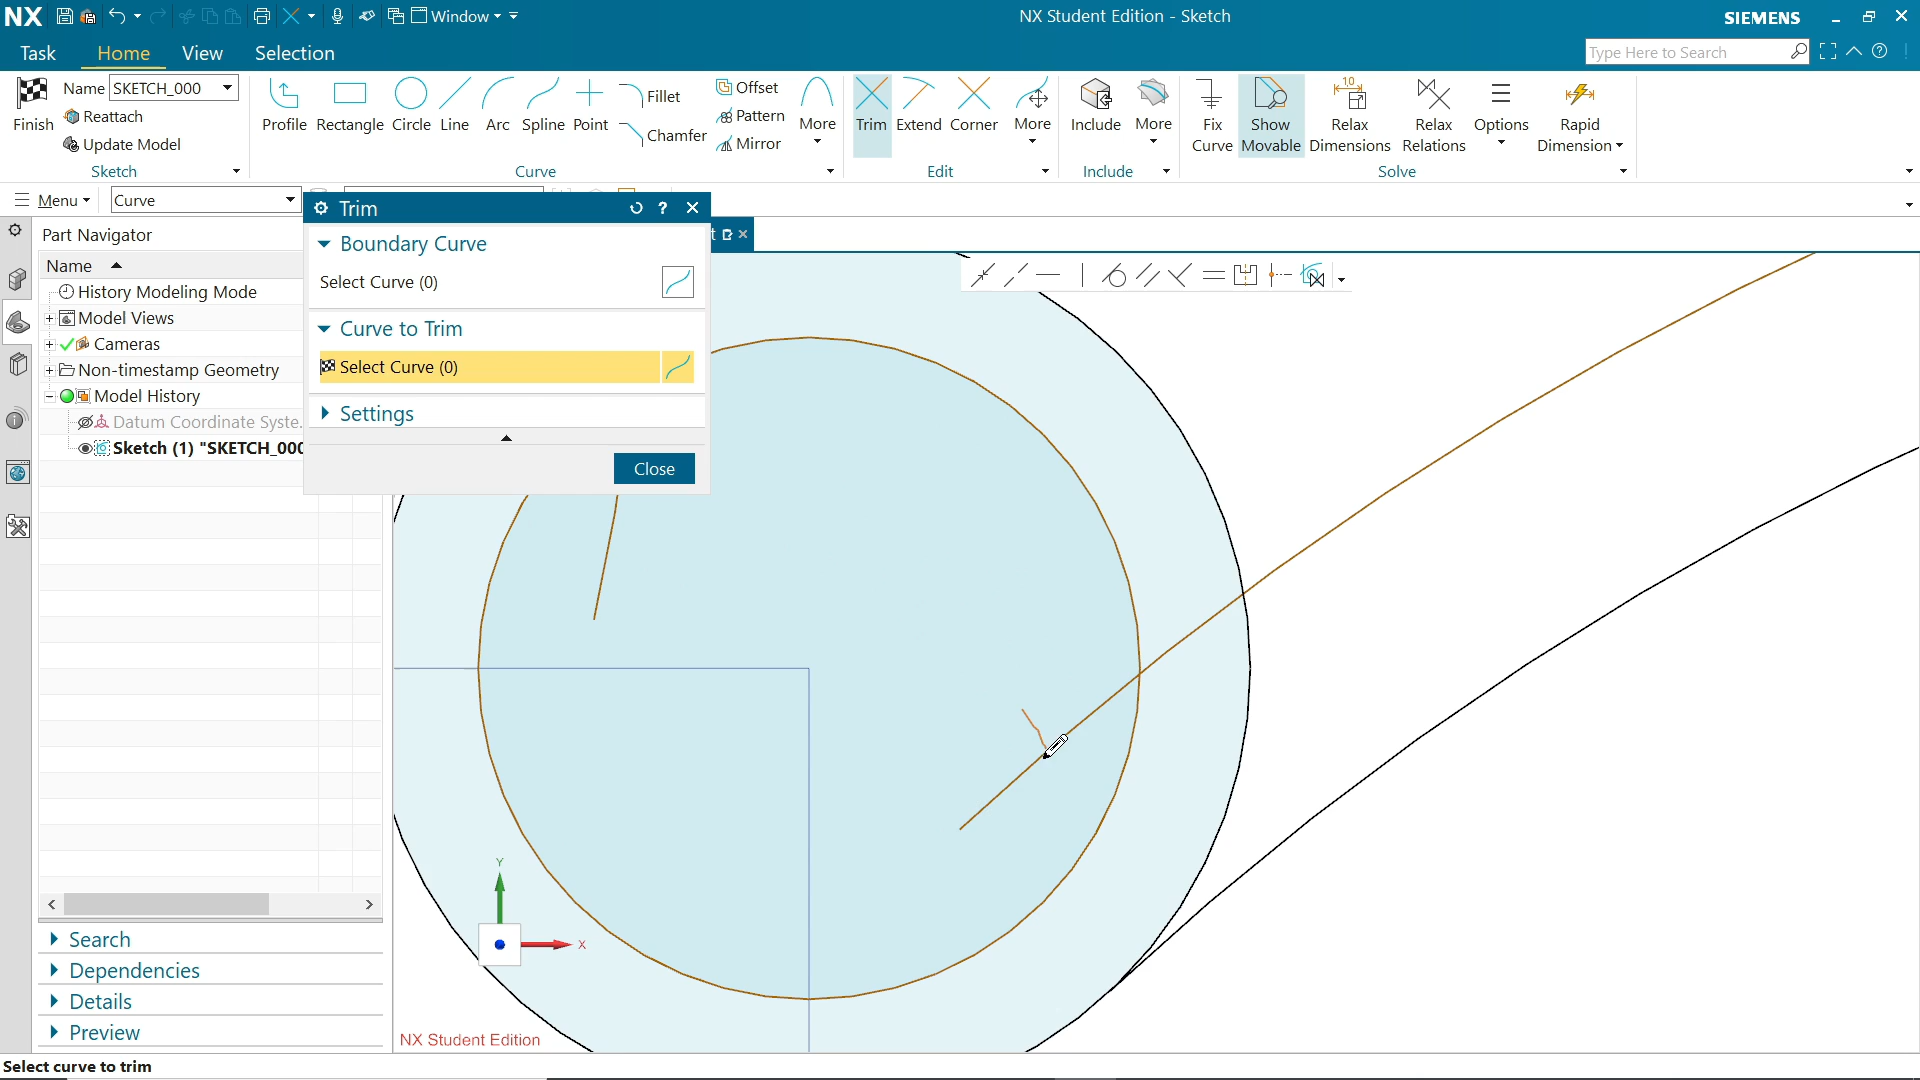 NX Window NX Student Edition - Sketch SIEMENS
Task Home View Selection Type Here to Search
Finish Name SKETCH_000
Reattach
Update Model
Sketch
Profile Rectangle Circle Line Arc Spline Point Fillet Chamfer Offset Pattern Mirror More
Curve
Trim Extend Corner More
Edit
Include More
Include
Fix Curve Show Movable Relax Dimensions Relax Relations Options Rapid Dimension
Solve
1.0
Menu Curve
Trim ?
Boundary Curve
Select Curve (0)
Curve to Trim
Select Curve (0)
Settings
Close
Part Navigator
Name
History Modeling Mode
Model Views
Cameras
Non-timestamp Geometry
Model History
Datum Coordinate Syste...
Sketch (1) "SKETCH_000
Search
Dependencies
Details
Preview
Y
X
NX Student Edition
Select curve to trim